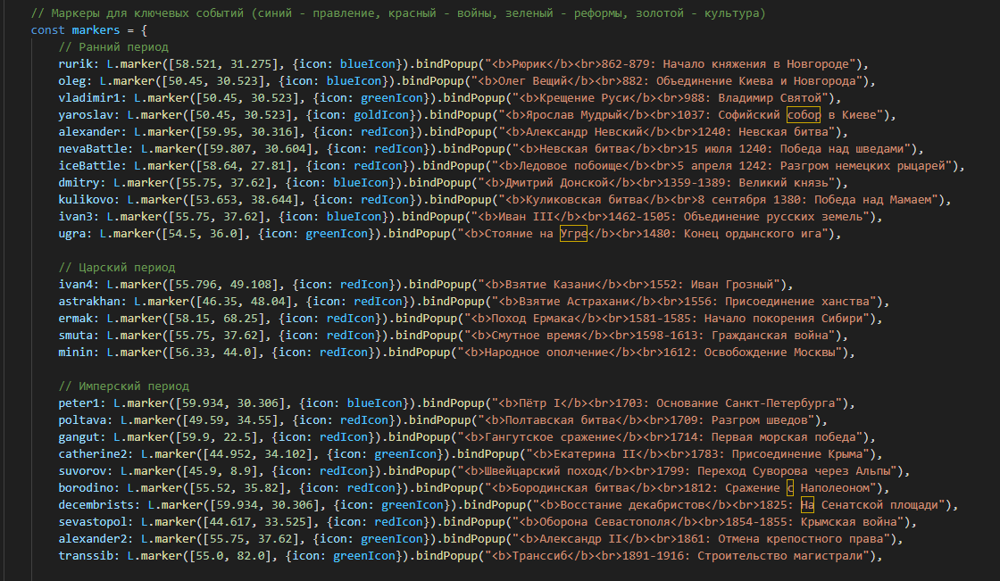 // Маркеры для ключевых событий (синий - правление, красный - войны, зеленый - реформы, золотой - культура)
const markers = {
// Ранний период
rurik: L.marker([58.521, 31.275], {icon: blueIcon}).bindPopup("<b>Рюрик</b><br>862-879: Начало княжения в Новгороде"),
oleg: L.marker([50.45, 30.523], {icon: blueIcon}).bindPopup("<b>Олег Вещий</b><br>882: Объединение Киева и Новгорода"),
vladimir1: L.marker([50.45, 30.523], {icon: greenIcon}).bindPopup("<b>Крещение Руси</b><br>988: Владимир Святой"),
yaroslav: L.marker([50.45, 30.523], {icon: goldIcon}).bindPopup("<b>Ярослав Мудрый</b><br>1037: Софийский собор в Киеве"),
alexander: L.marker([59.95, 30.316], {icon: redIcon}).bindPopup("<b>Александр Невский</b><br>1240: Невская битва"),
nevaBattle: L.marker([59.807, 30.604], {icon: redIcon}).bindPopup("<b>Невская битва</b><br>15 июля 1240: Победа над шведами"),
iceBattle: L.marker([58.64, 27.81], {icon: redIcon}).bindPopup("<b>Ледовое побоище</b><br>5 апреля 1242: Разгром немецких рыцарей"),
dmitry: L.marker([55.75, 37.62], {icon: blueIcon}).bindPopup("<b>Дмитрий Донской</b><br>1359-1389: Великий князь"),
kulikovo: L.marker([53.653, 38.644], {icon: redIcon}).bindPopup("<b>Куликовская битва</b><br>8 сентября 1380: Победа над Мамаем"),
ivan3: L.marker([55.75, 37.62], {icon: blueIcon}).bindPopup("<b>Иван III</b><br>1462-1505: Объединение русских земель"),
ugra: L.marker([54.5, 36.0], {icon: greenIcon}).bindPopup("<b>Стояние на Угре</b><br>1480: Конец ордынского ига"),
// Царский период
ivan4: L.marker([55.796, 49.108], {icon: redIcon}).bindPopup("<b>Взятие Казани</b><br>1552: Иван Грозный"),
astrakhan: L.marker([46.35, 48.04], {icon: redIcon}).bindPopup("<b>Взятие Астрахани</b><br>1556: Присоединение ханства"),
ermak: L.marker([58.15, 68.25], {icon: redIcon}).bindPopup("<b>Поход Ермака</b><br>1581-1585: Начало покорения Сибири"),
smuta: L.marker([55.75, 37.62], {icon: redIcon}).bindPopup("<b>Смутное время</b><br>1598-1613: Гражданская война"),
minin: L.marker([56.33, 44.0], {icon: redIcon}).bindPopup("<b>Народное ополчение</b><br>1612: Освобождение Москвы"),
// Имперский период
peter1: L.marker([59.934, 30.306], {icon: blueIcon}).bindPopup("<b>Пётр I</b><br>1703: Основание Санкт-Петербурга"),
poltava: L.marker([49.59, 34.55], {icon: redIcon}).bindPopup("<b>Полтавская битва</b><br>1709: Разгром шведов"),
gangut: L.marker([59.9, 22.5], {icon: redIcon}).bindPopup("<b>Гангутское сражение</b><br>1714: Первая морская победа"),
catherine2: L.marker([44.952, 34.102], {icon: greenIcon}).bindPopup("<b>Екатерина II</b><br>1783: Присоединение Крыма"),
suvorov: L.marker([45.9, 8.9], {icon: redIcon}).bindPopup("<b>Швейцарский поход</b><br>1799: Переход Суворова через Альпы"),
borodino: L.marker([55.52, 35.82], {icon: redIcon}).bindPopup("<b>Бородинская битва</b><br>1812: Сражение с Наполеоном"),
decembrists: L.marker([59.934, 30.306], {icon: greenIcon}).bindPopup("<b>Восстание декабристов</b><br>1825: На Сенатской площади"),
sevastopol: L.marker([44.617, 33.525], {icon: redIcon}).bindPopup("<b>Оборона Севастополя</b><br>1854-1855: Крымская война"),
alexander2: L.marker([55.75, 37.62], {icon: greenIcon}).bindPopup("<b>Александр II</b><br>1861: Отмена крепостного права"),
transsib: L.marker([55.0, 82.0], {icon: greenIcon}).bindPopup("<b>Транссиб</b><br>1891-1916: Строительство магистрали"),